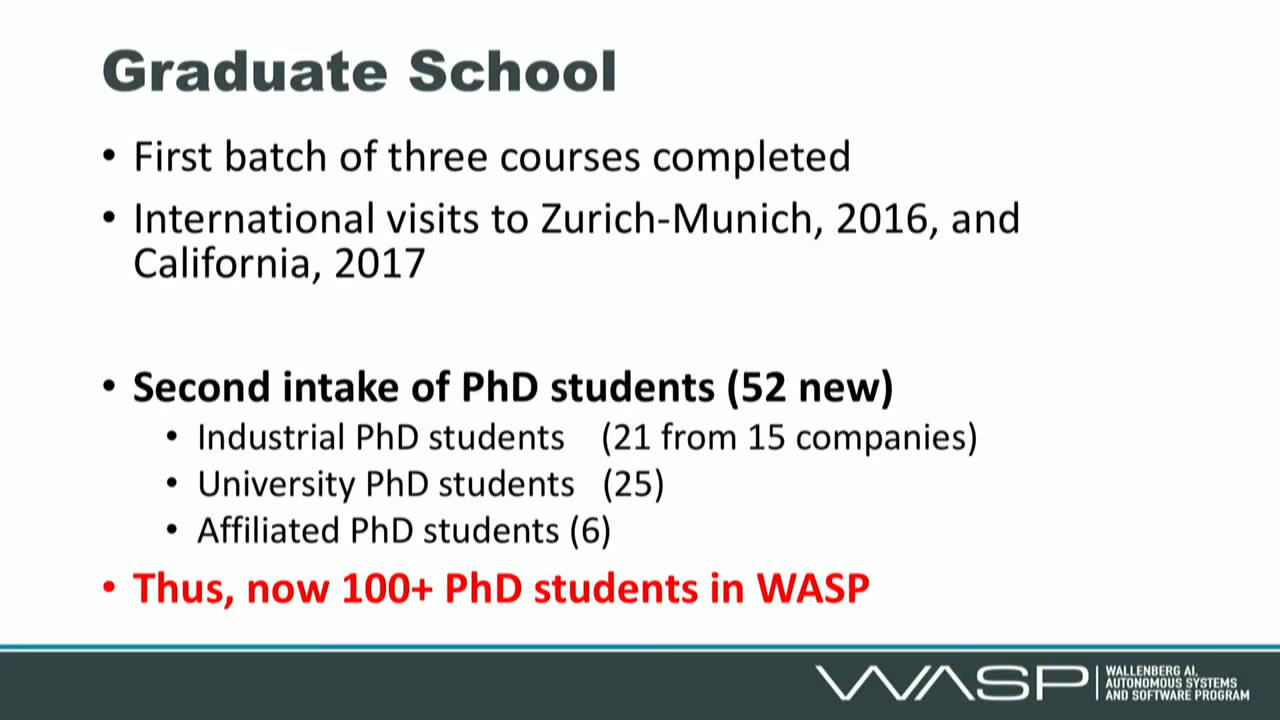 Graduate School
• First batch of three courses completed
• International visits to Zurich-Munich, 2016, and
California, 2017
• Second intake of PhD students (52 new)
• Industrial PhD students (21 from 15 companies)
• University PhD students (25)
• Affiliated PhD students (6)
• Thus, now 100+ PhD students in WASP
WASP
WALLENBERG AI,
AUTONOMOUS SYSTEMS
AND SOFTWARE PROGRAM